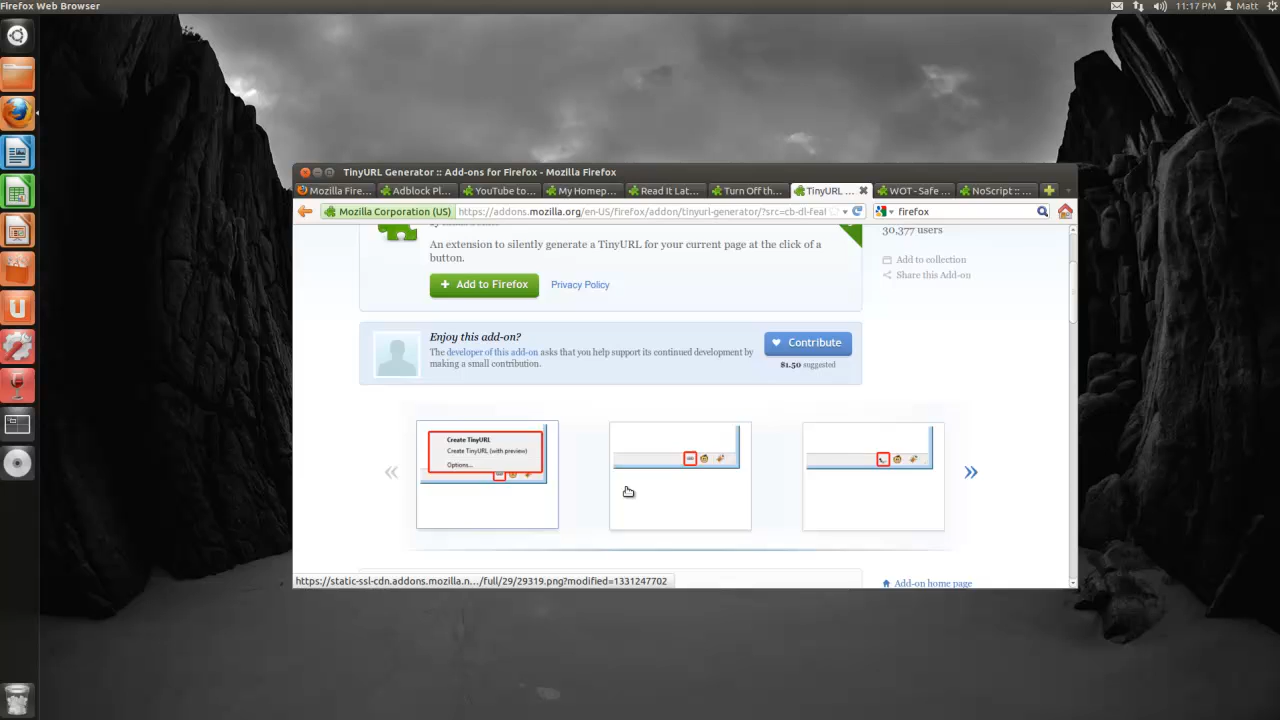 Firefox Web Browser
11:17 PM
Matt
TinyURL Generator :: Add-ons for Firefox - Mozilla Firefox
Mozilla Fire...
Adblock Pl...
YouTube to...
My Homep...
Read It Lat...
Turn Off th...
TinyURL ...
WOT - Safe ...
NoScript :: ...
Mozilla Corporation (US)
https://addons.mozilla.org/en-US/firefox/addon/tinyurl-generator/?src=cb-dl-feat
firefox
An extension to silently generate a TinyURL for your current page at the click of a
button.
30,377 users
Add to collection
Share this Add-on
+ Add to Firefox
Privacy Policy
Enjoy this add-on?
The developer of this add-on asks that you help support its continued development by
making a small contribution.
Contribute
$1.50 suggested
Create TinyURL
Create TinyURL (with preview)
Options...
«
»
Add-on home page
https://static-ssl-cdn.addons.mozilla.n.../full/29/29319.png?modified=1331247702